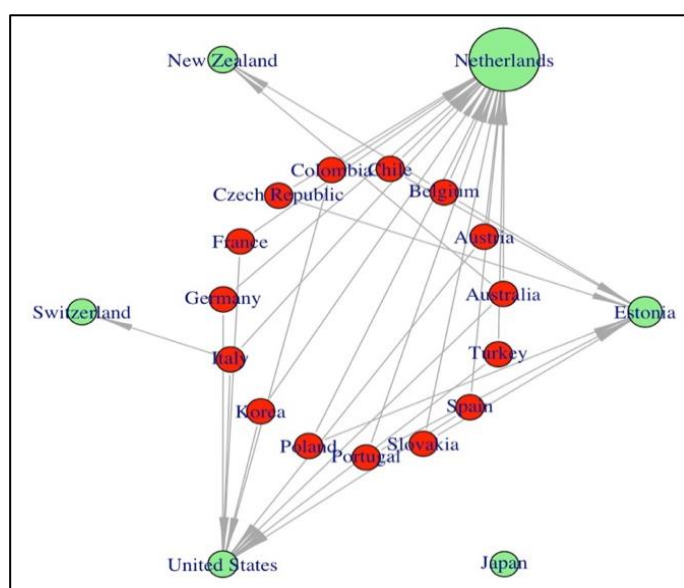 New Zealand
Netherlands
Colombia
Chile
Czech Republic
Belgium
France
Austria
Germany
Australia
Switzerland
Estonia
Italy
Turkey
Korea
Spain
Poland
Portugal
Slovakia
United States
Japan